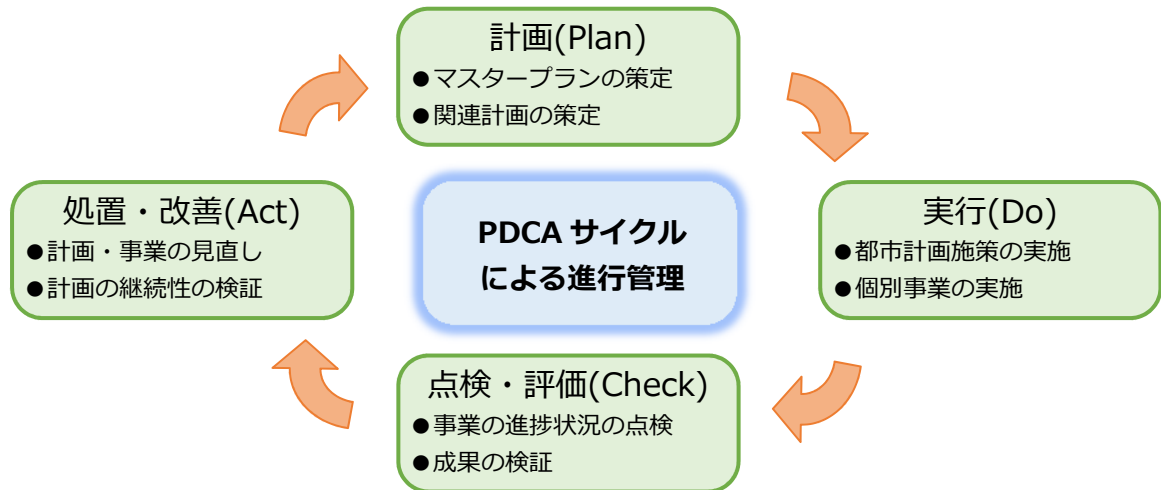 計画(Plan)
●マスタープランの策定
●関連計画の策定
処置・改善(Act)
●計画・事業の見直し
●計画の継続性の検証
PDCA サイクル
による進行管理
実行(Do)
●都市計画施策の実施
●個別事業の実施
点検・評価(Check)
●事業の進捗状況の点検
●成果の検証